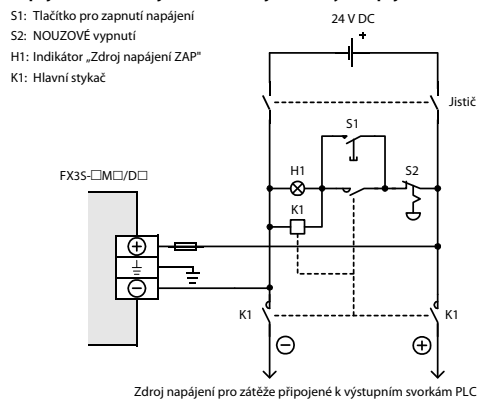 S1: Tlačítko pro zapnutí napájení
S2: NOUZOVÉ vypnutí
H1: Indikátor „Zdroj napájení ZAP"
K1: Hlavní stykač
24 V DC
+
Jistič
S1
FX3S-□M□/D□
H1
S2
K1
+
−
K1
K1
−
+
Zdroj napájení pro zátěže připojené k výstupním svorkám PLC